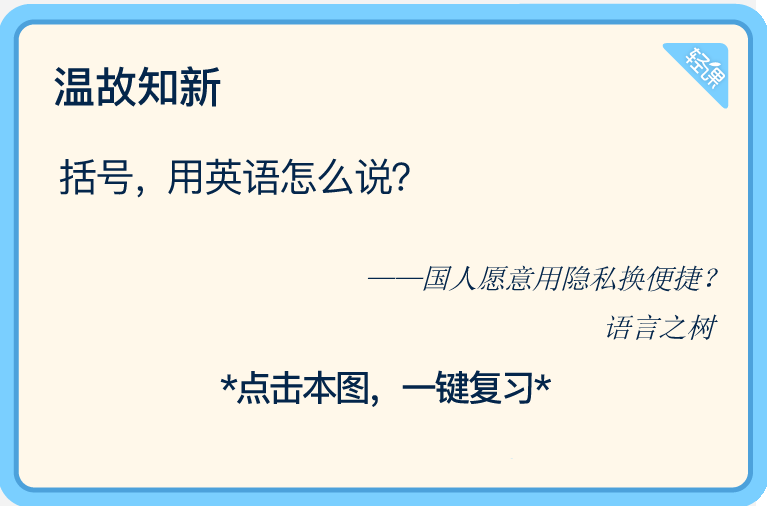 温故知新
轻课
括号，用英语怎么说？
——国人愿意用隐私换便捷？
语言之树
*点击本图，一键复习*